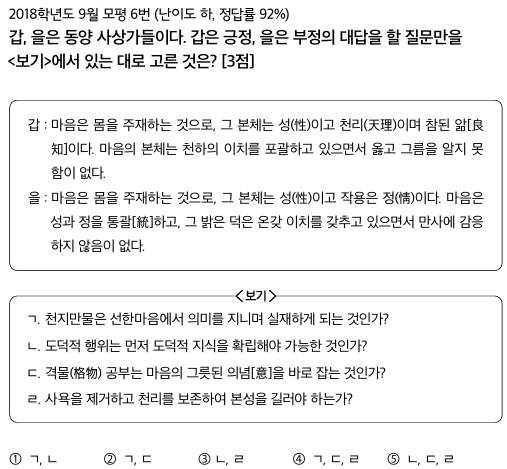 2018학년도 9월 모평 6번 (난이도 하, 정답률 92%)
갑, 을은 동양 사상가들이다. 갑은 긍정, 을은 부정의 대답을 할 질문만을
<보기>에서 있는 대로 고른 것은? [3점]
갑 : 마음은 몸을 주재하는 것으로, 그 본체는 성(性)이고 천리(天理)이며 참된 앎[良
知]이다. 마음의 본체는 천하의 이치를 포괄하고 있으면서 옳고 그름을 알지 못
함이 없다.
을 : 마음은 몸을 주재하는 것으로, 그 본체는 성(性)이고 작용은 정(情)이다. 마음은
성과 정을 통괄[統]하고, 그 밝은 덕은 온갖 이치를 갖추고 있으면서 만사에 감응
하지 않음이 없다.
<보기>
ㄱ. 천지만물은 선한마음에서 의미를 지니며 실재하게 되는 것인가?
ㄴ. 도덕적 행위는 먼저 도덕적 지식을 확립해야 가능한 것인가?
ㄷ. 격물(格物) 공부는 마음의 그릇된 의념[意]을 바로 잡는 것인가?
ㄹ. 사욕을 제거하고 천리를 보존하여 본성을 길러야 하는가?
① ㄱ, ㄴ ② ㄱ, ㄷ ③ ㄴ, ㄹ ④ ㄱ, ㄷ, ㄹ ⑤ ㄴ, ㄷ, ㄹ